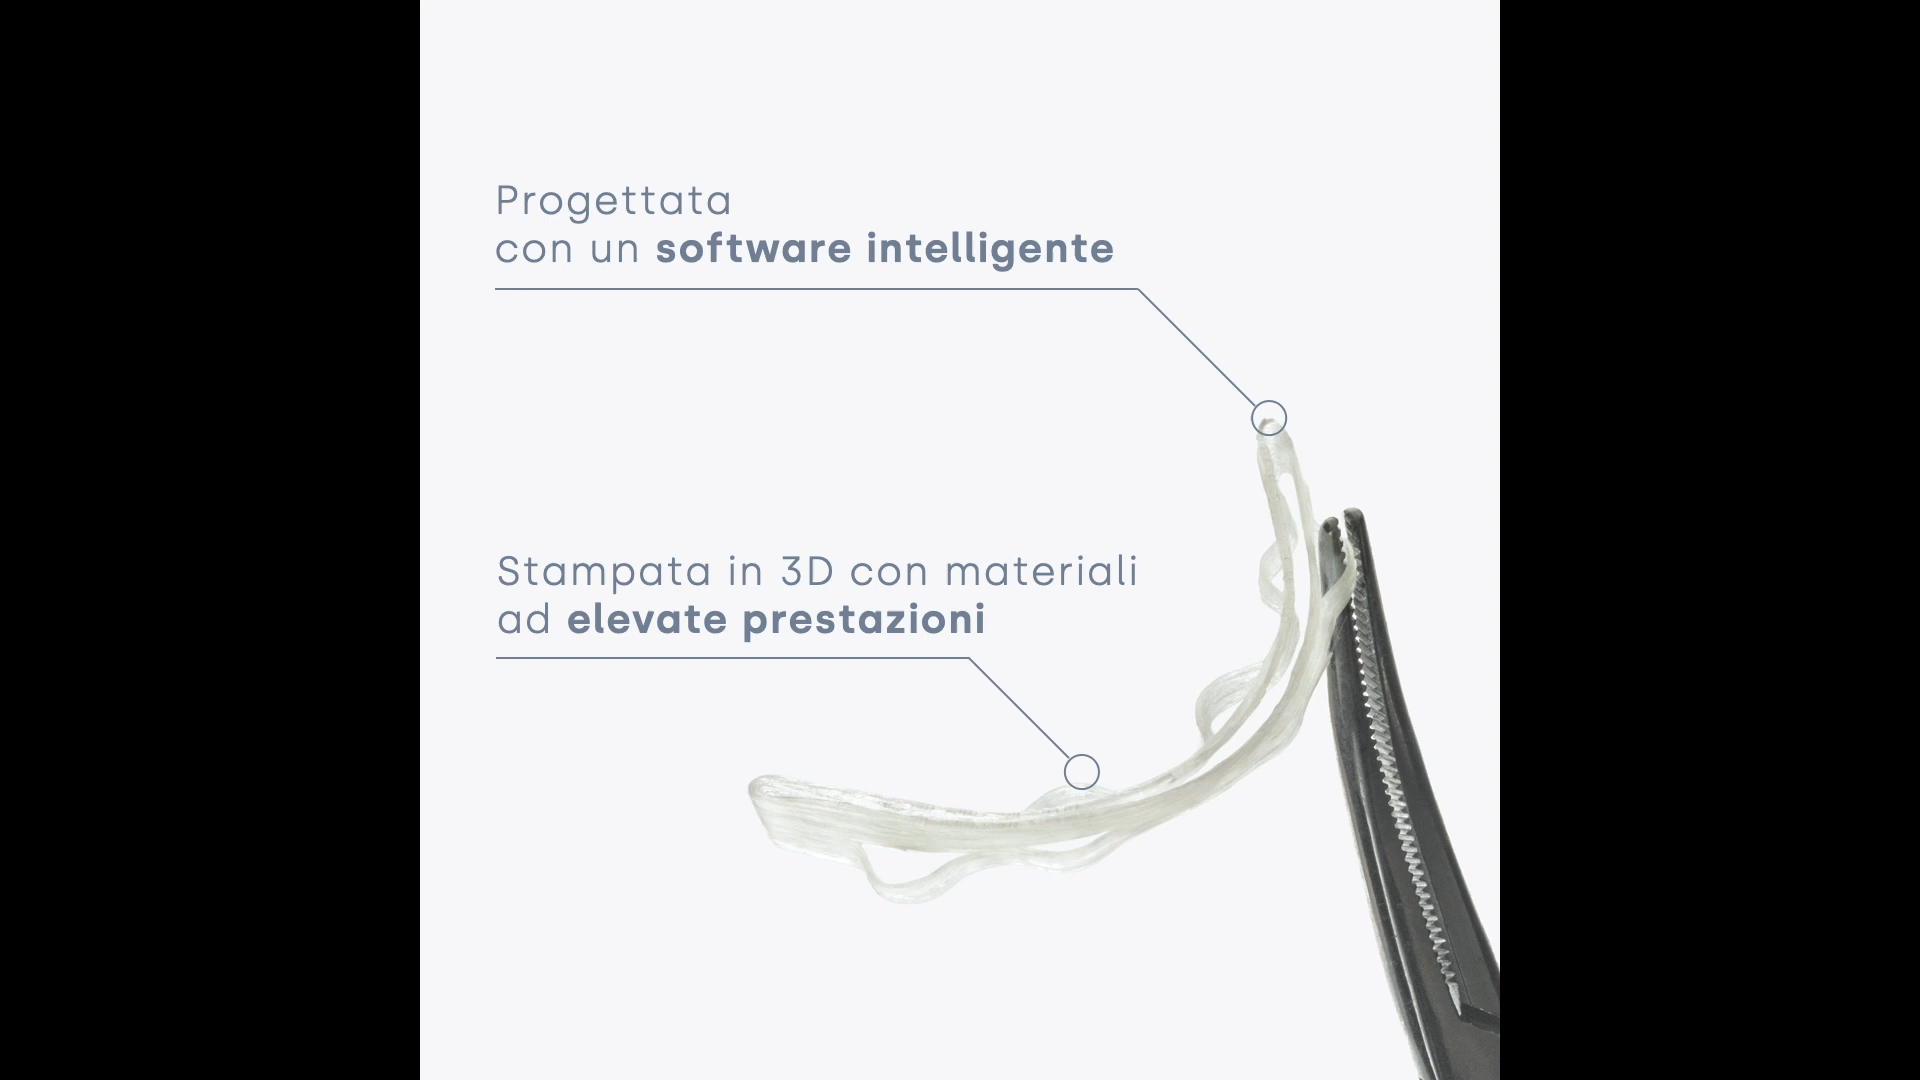 Progettata
con un software intelligente
Stampata in 3D con materiali
ad elevate prestazioni